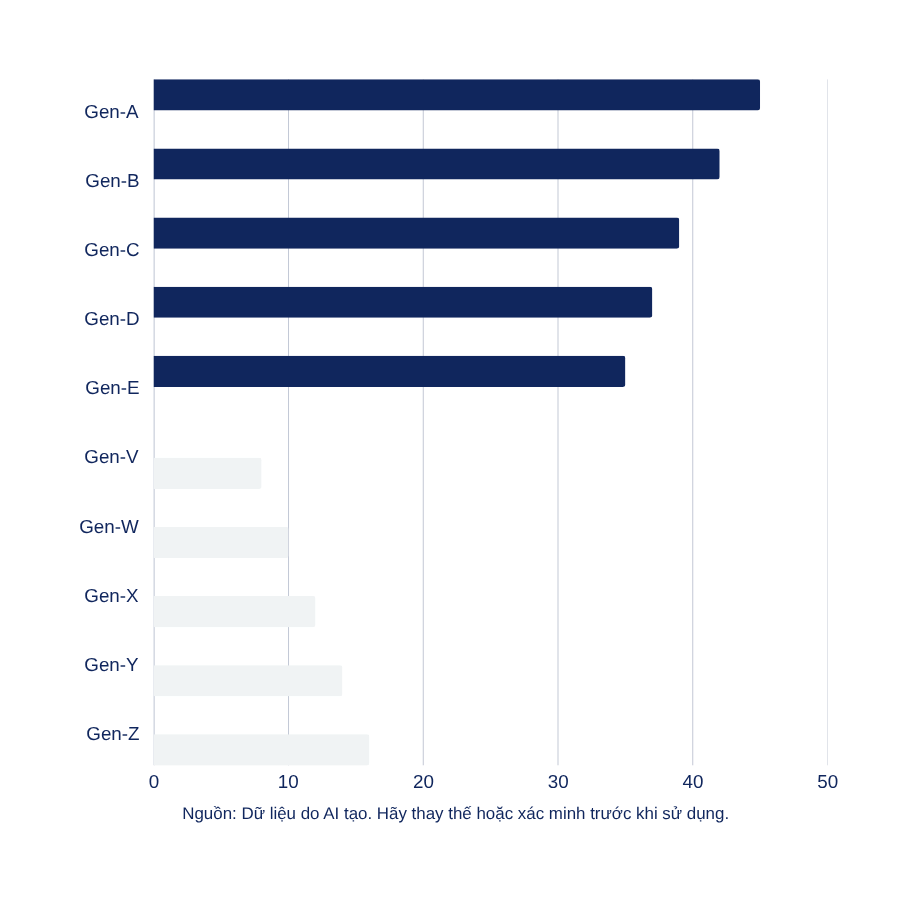 Gen-A
Gen-B
Gen-C
Gen-D
Gen-E
Gen-V
Gen-W
Gen-X
Gen-Y
Gen-Z
0 10 20 30 40 50
Nguồn: Dữ liệu do AI tạo. Hãy thay thế hoặc xác minh trước khi sử dụng.